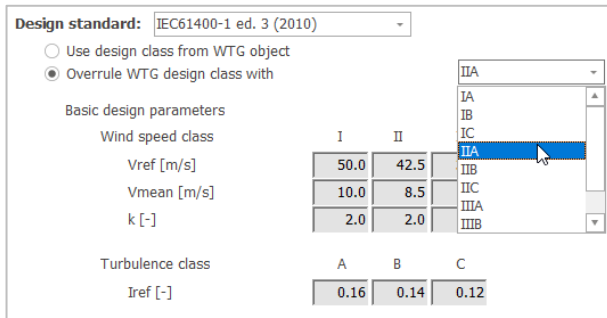 Design standard: IEC61400-1 ed. 3 (2010)
Use design class from WTG object
Overrule WTG design class with IIA
IA
IB
IC
IIA
IIB
IIC
IIIA
IIIB
Basic design parameters
Wind speed class I II
Vref [m/s] 50.0 42.5
Vmean [m/s] 10.0 8.5
k [-] 2.0 2.0
Turbulence class A B C
Iref [-] 0.16 0.14 0.12